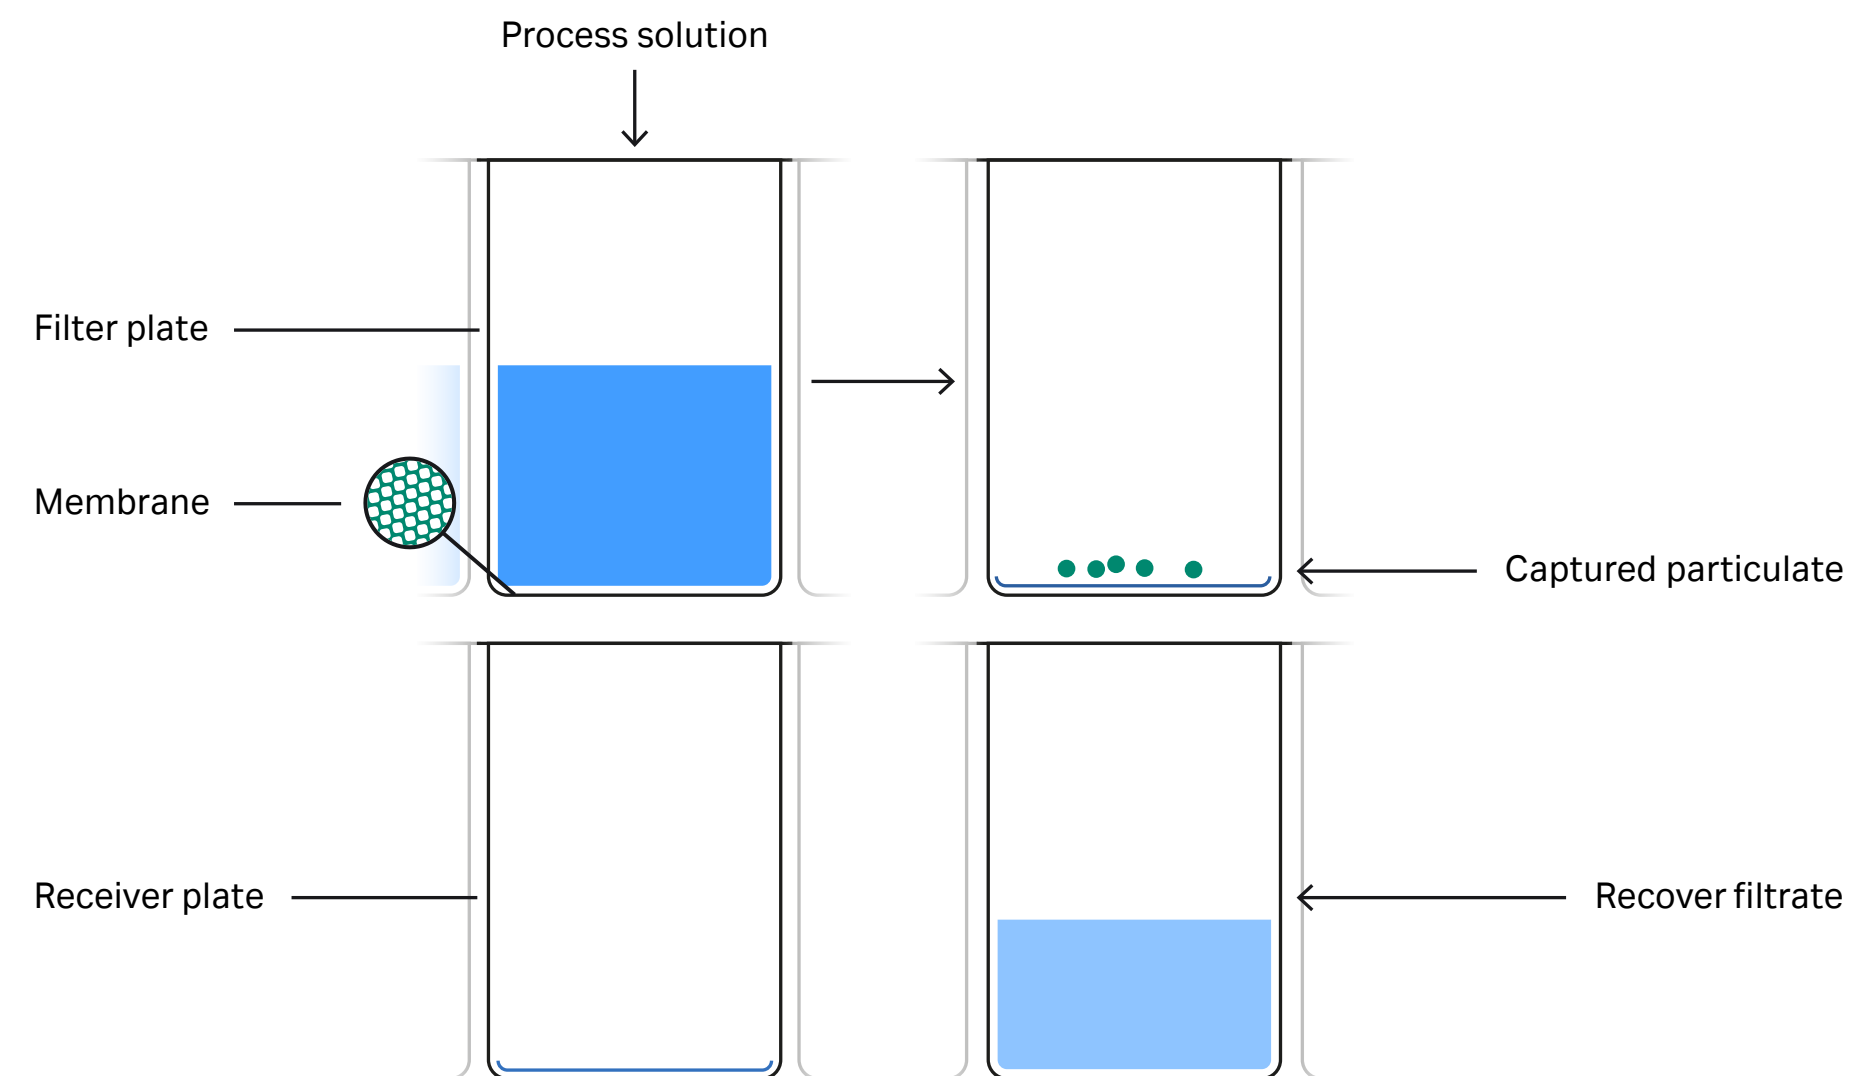 Process solution
Filter plate
Membrane
Captured particulate
Receiver plate
Recover filtrate